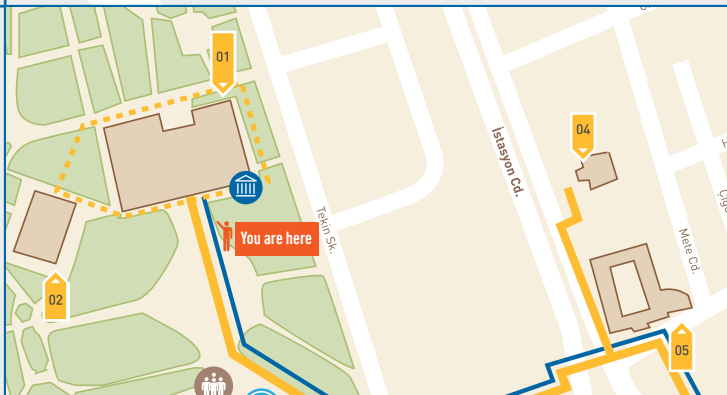 01
04
İstasyon Cd.
You are here
Tekin Sk.
Mete Cd.
02
05